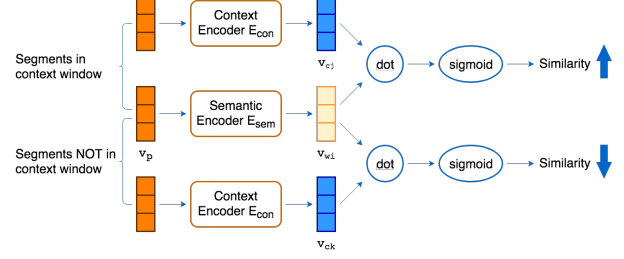 Context
Encoder Econ
vcj
Segments in
context window
dot
sigmoid
Similarity
Semantic
Encoder Esem
vp
vwi
Segments NOT in
context window
dot
sigmoid
Similarity
Context
Encoder Econ
vck